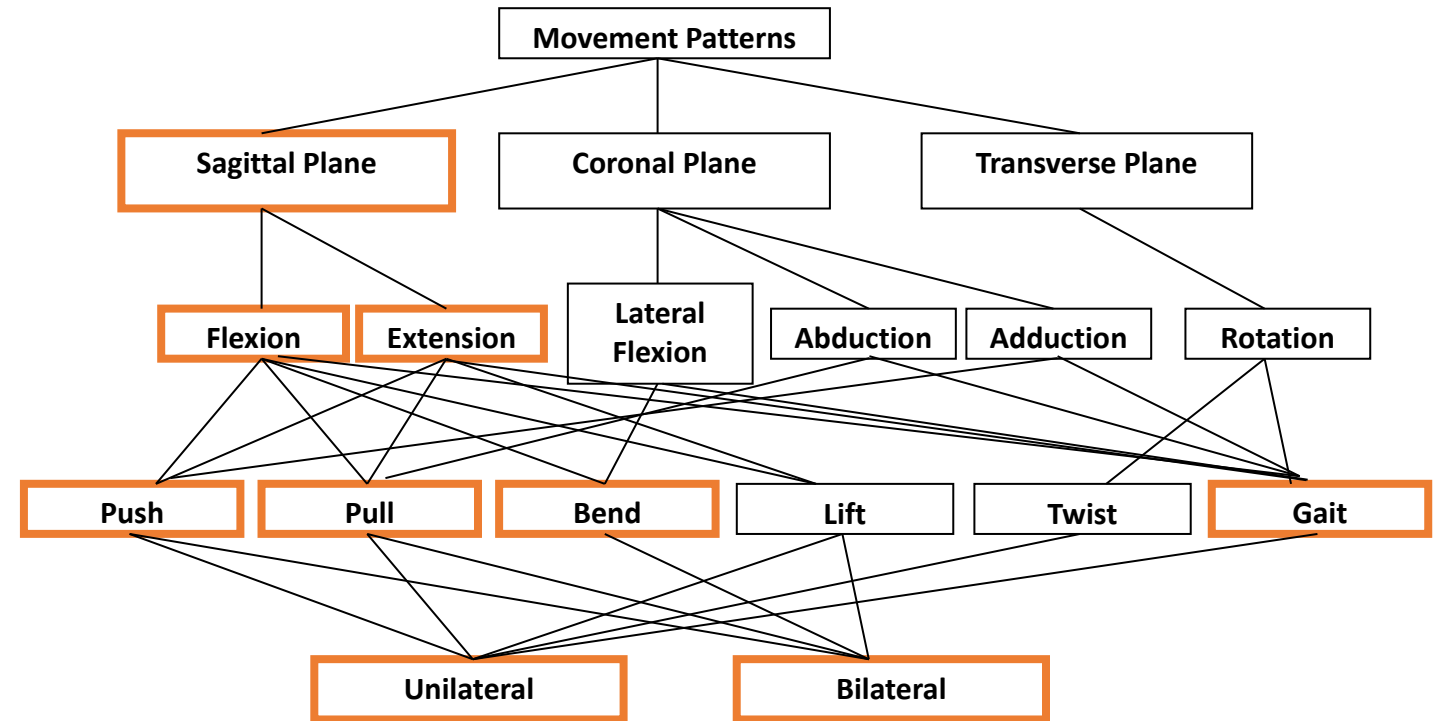 Movement Patterns
Sagittal Plane
Coronal Plane
Transverse Plane
Flexion
Extension
Lateral
Flexion
Abduction
Adduction
Rotation
Push
Pull
Bend
Lift
Twist
Gait
Unilateral
Bilateral